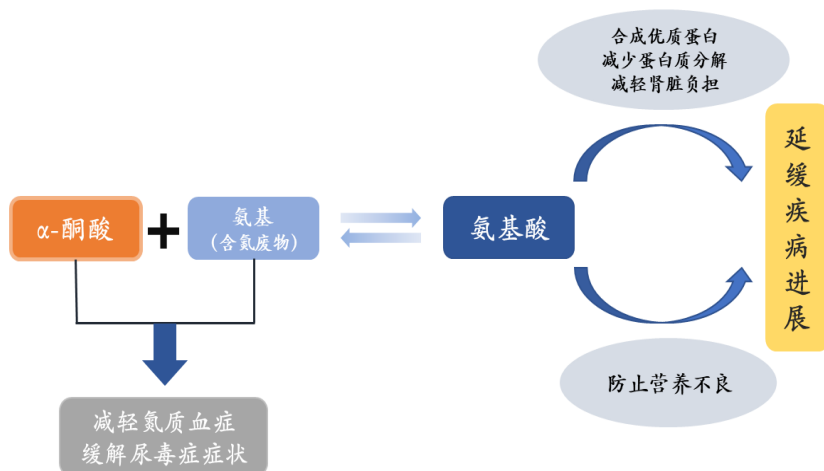 合成优质蛋白
减少蛋白质分解
减轻肾脏负担
延缓疾病进展
α-酮酸
+
氨基
(含氮废物)
氨基酸
防止营养不良
减轻氮质血症
缓解尿毒症症状